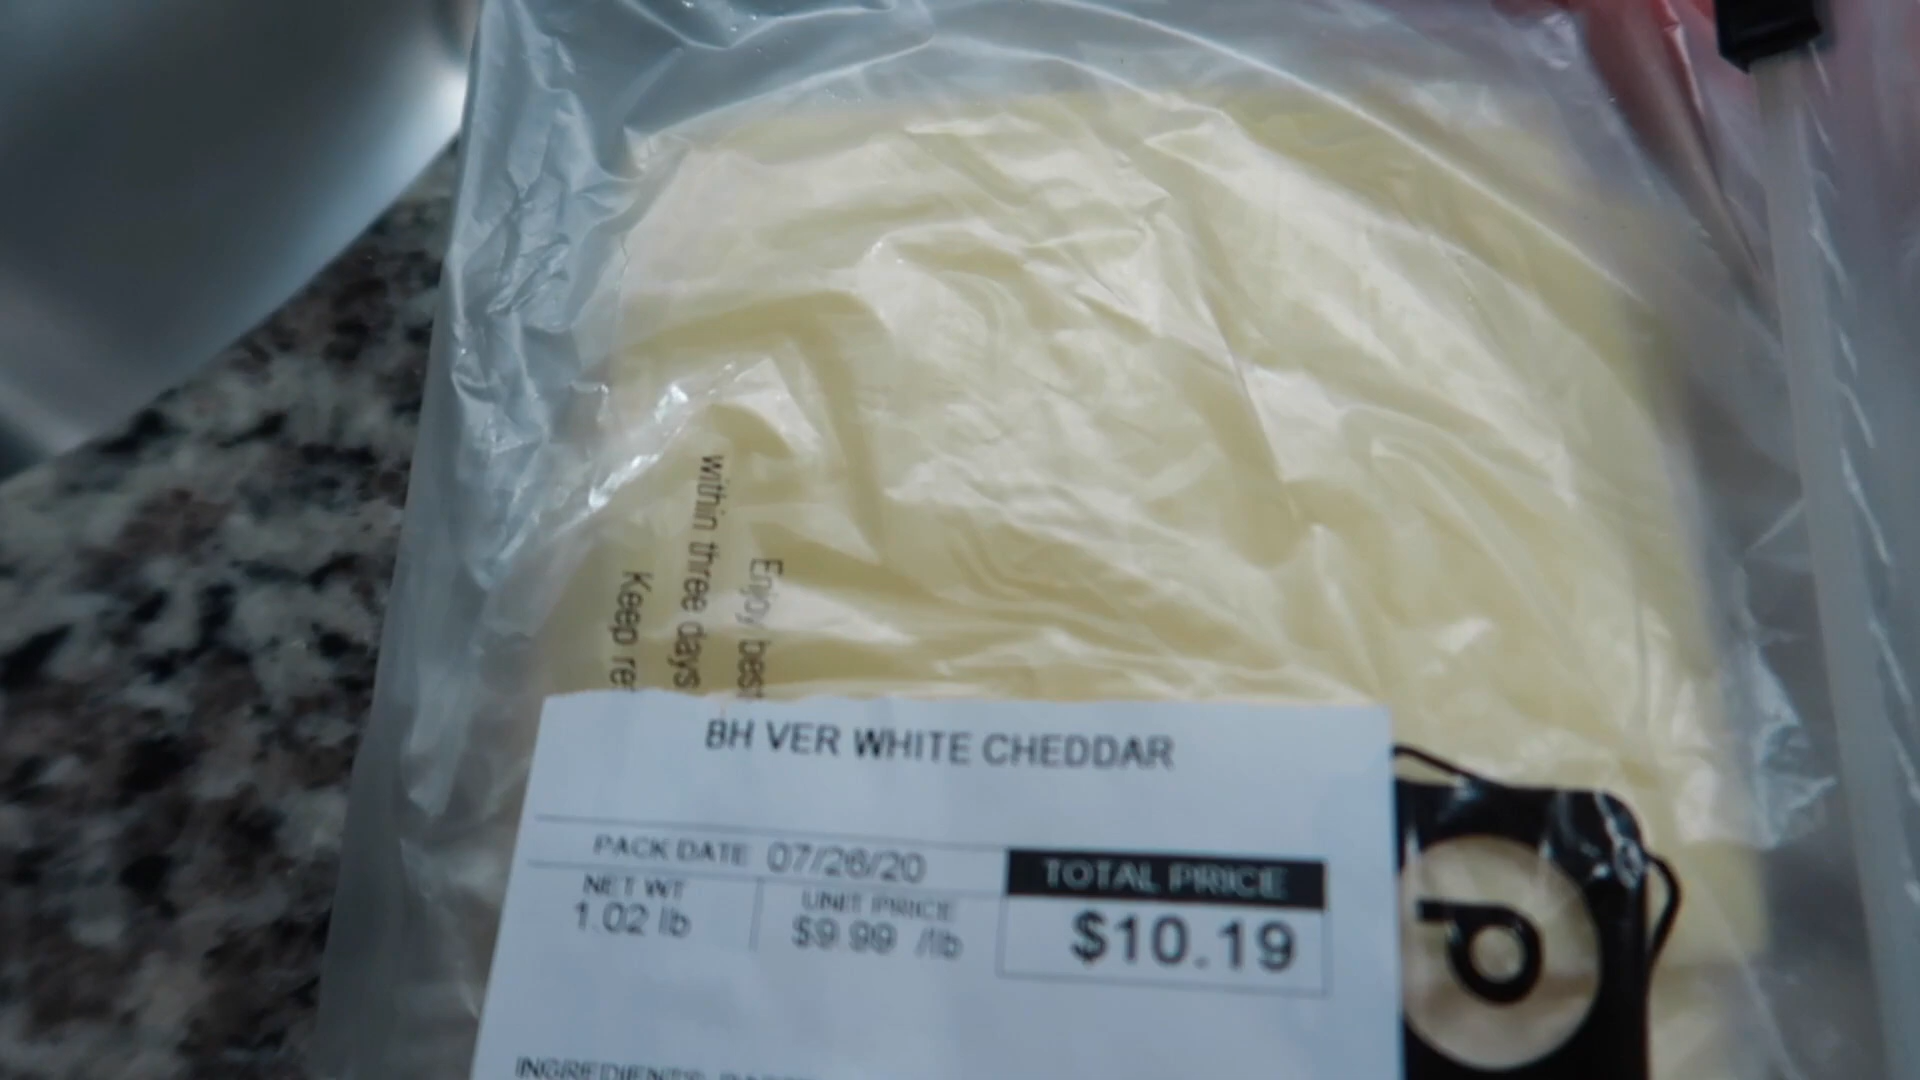 Enjoy best
within three days
Keep re
BH VER WHITE CHEDDAR
PACK DATE 07/26/20
TOTAL PRICE
NET WT
1.02 lb
UNIT PRICE
$9.99 /lb
$10.19
INGREDIENTS: